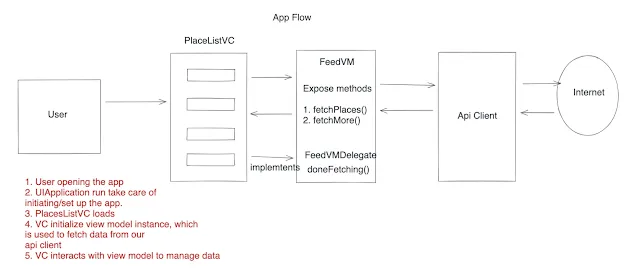 App Flow
PlaceListVC
User
FeedVM
Expose methods
1. fetchPlaces()
2. fetchMore()
FeedVMDelegate
doneFetching()
implemtents
Api Client
Internet
1. User opening the app
2. UIApplication run take care of
initiating/set up the app.
3. PlacesListVC loads
4. VC initialize view model instance, which
is used to fetch data from our
api client
5. VC interacts with view model to manage data